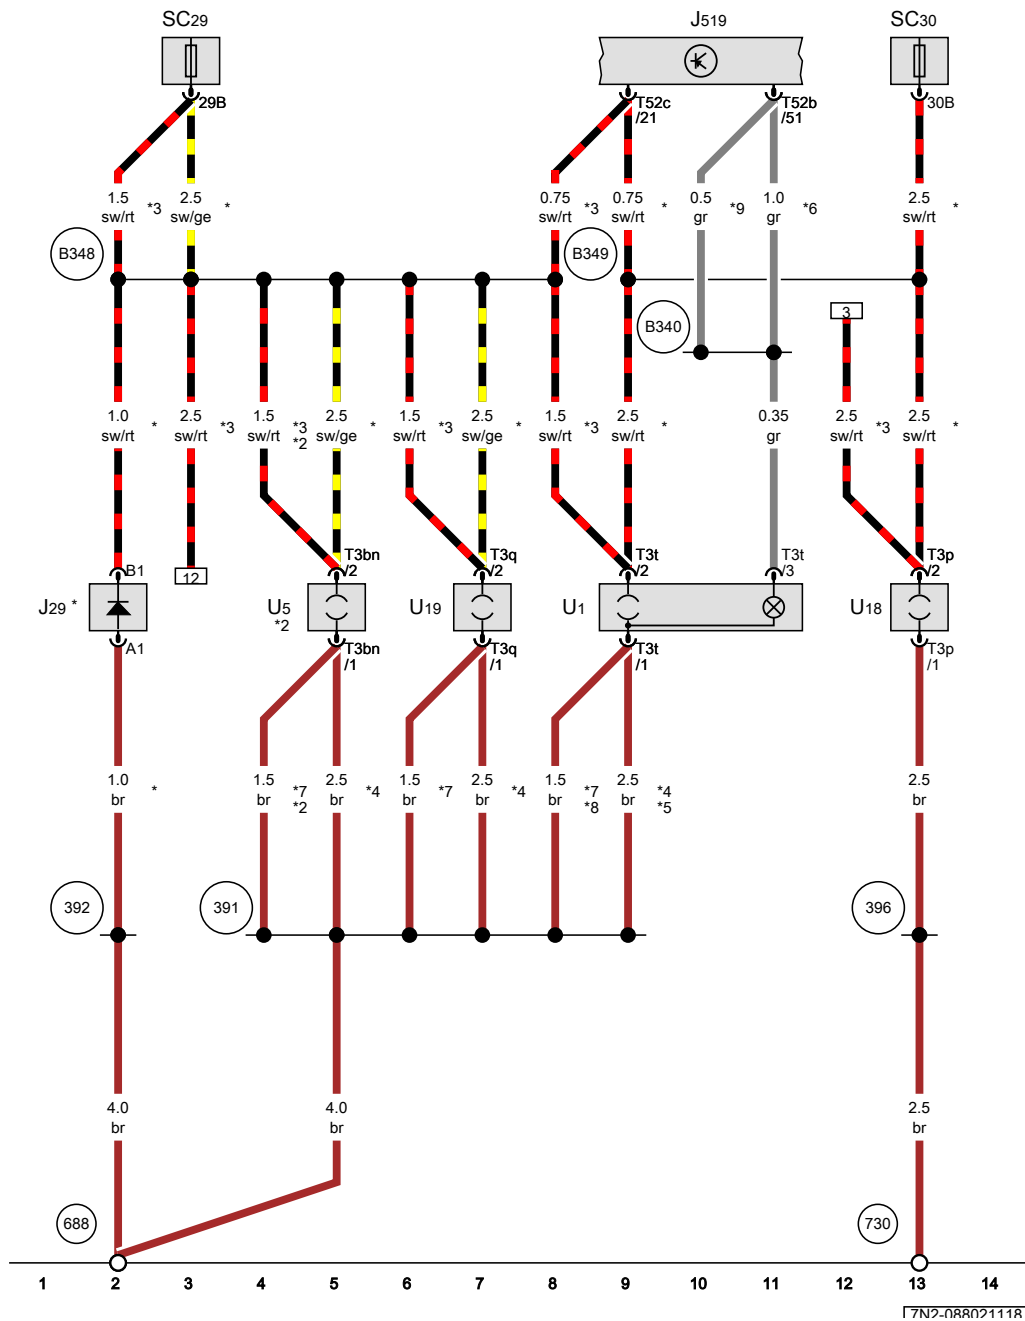 SC29
J519
SC30
29B
T52c
/21
T52b
/51
30B
1.5
sw/rt
*3
2.5
sw/ge
*
0.75
sw/rt
*3
0.75
sw/rt
*
0.5
gr
*9
1.0
gr
*6
2.5
sw/rt
*
B348
B349
B340
3
1.0
sw/rt
*
2.5
sw/rt
*3
1.5
sw/rt
*3
*2
2.5
sw/ge
*
1.5
sw/rt
*3
2.5
sw/ge
*
1.5
sw/rt
*3
2.5
sw/rt
*
0.35
gr
2.5
sw/rt
*3
2.5
sw/rt
*
B1
12
T3bn
/2
T3q
/2
T3t
/2
T3t
/3
T3p
/2
J29 *
U5
*2
U19
U1
U18
A1
T3bn
/1
T3q
/1
T3t
/1
T3p
/1
1.0
br
*
1.5
br
*7
*2
2.5
br
*4
1.5
br
*7
2.5
br
*4
1.5
br
*7
*8
2.5
br
*4
*5
2.5
br
392
391
396
4.0
br
4.0
br
2.5
br
688
730
1 2 3 4 5 6 7 8 9 10 11 12 13 14
7N2-088021118